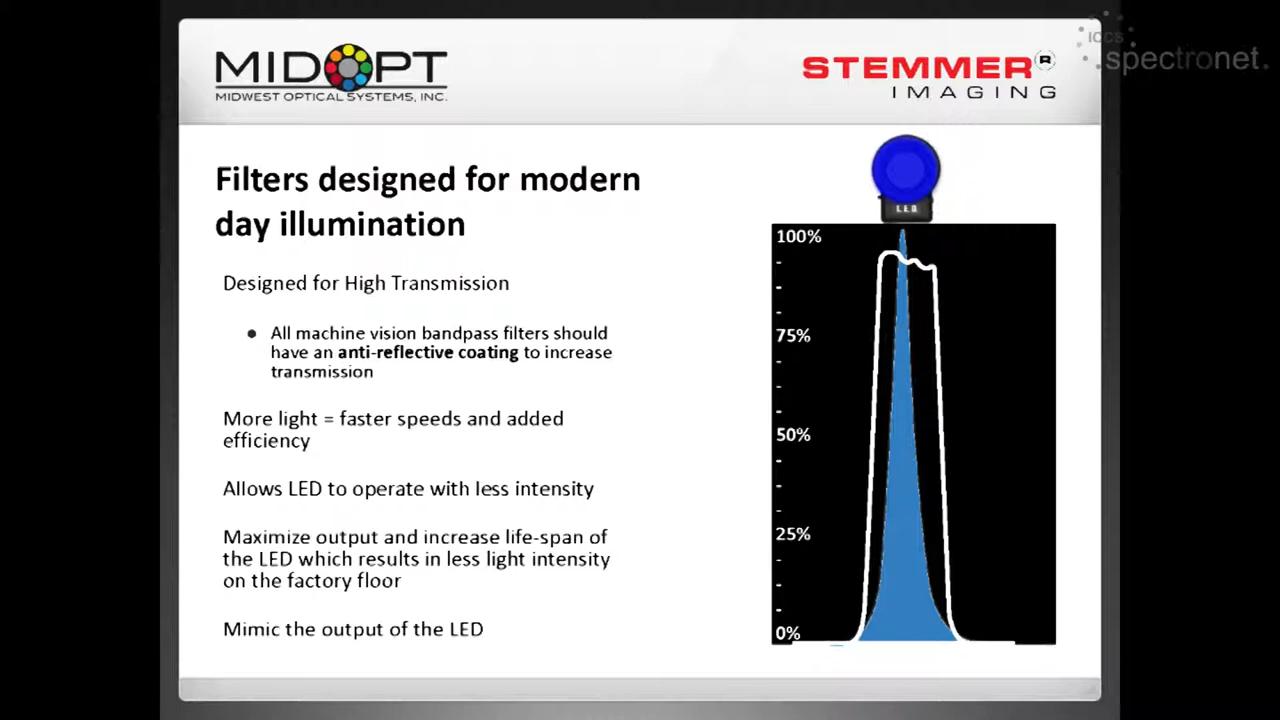 MIDOPT
MIDWEST OPTICAL SYSTEMS, INC.
STEMMER®
IMAGING
iccs
spectronet.
Filters designed for modern
day illumination
Designed for High Transmission
● All machine vision bandpass filters should
have an anti-reflective coating to increase
transmission
More light = faster speeds and added
efficiency
Allows LED to operate with less intensity
Maximize output and increase life-span of
the LED which results in less light intensity
on the factory floor
Mimic the output of the LED
LED
100%
75%
50%
25%
0%